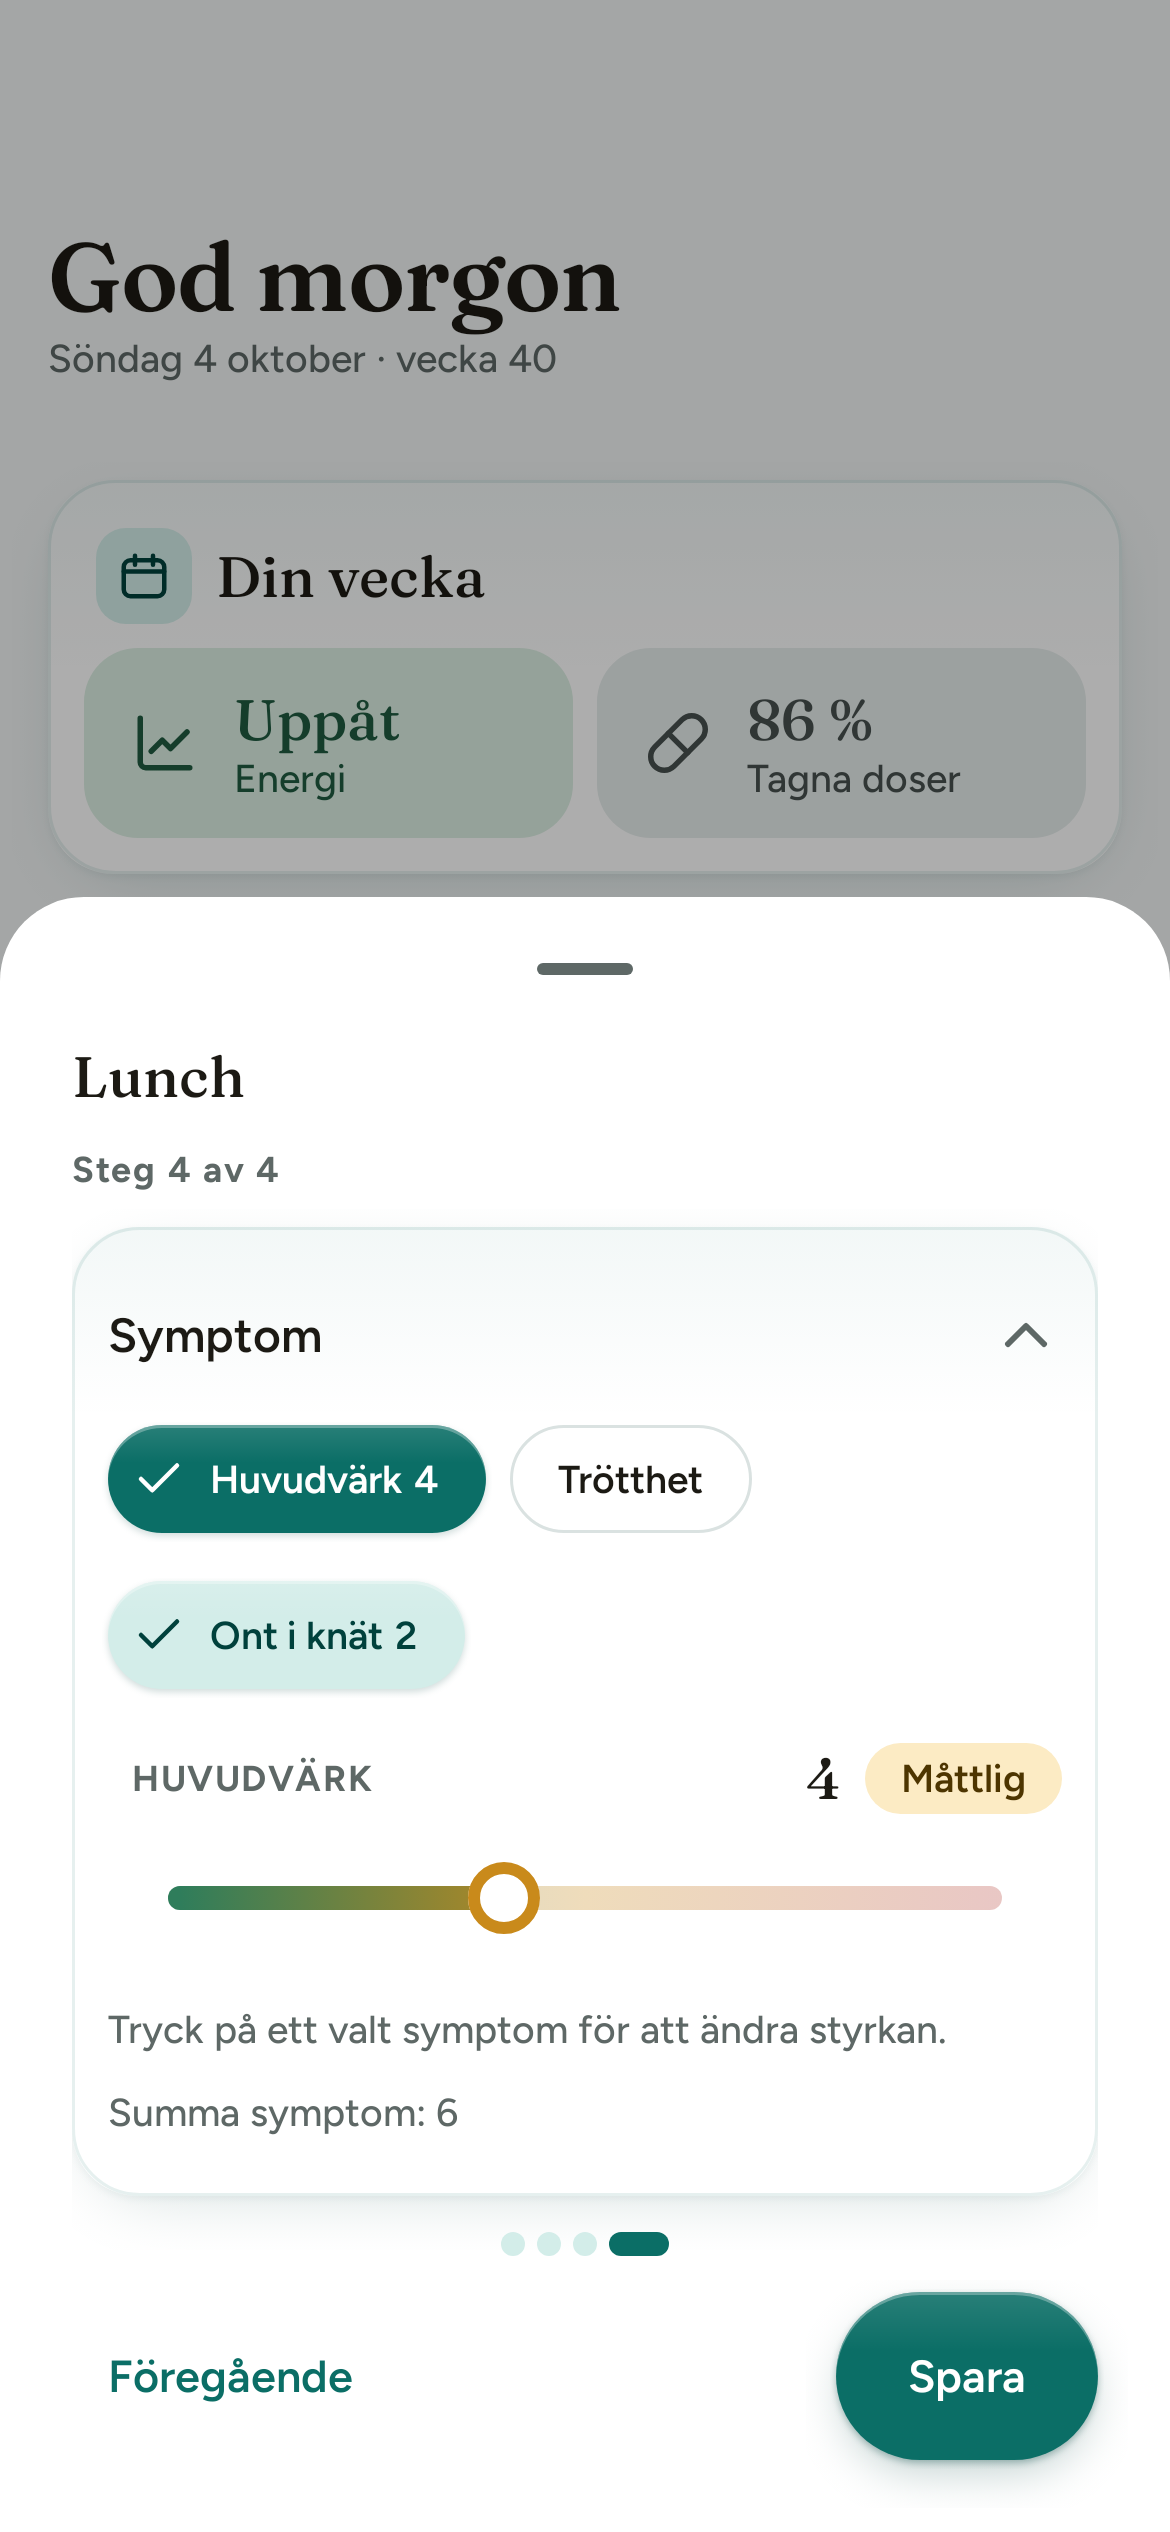 God morgon
Söndag 4 oktober · vecka 40
Din vecka
Uppåt
Energi
86 %
Tagna doser
Lunch
Steg 4 av 4
Symptom
Huvudvärk 4
Trötthet
Ont i knät 2
HUVUDVÄRK
4
Måttlig
Tryck på ett valt symptom för att ändra styrkan.
Summa symptom: 6
Föregående
Spara